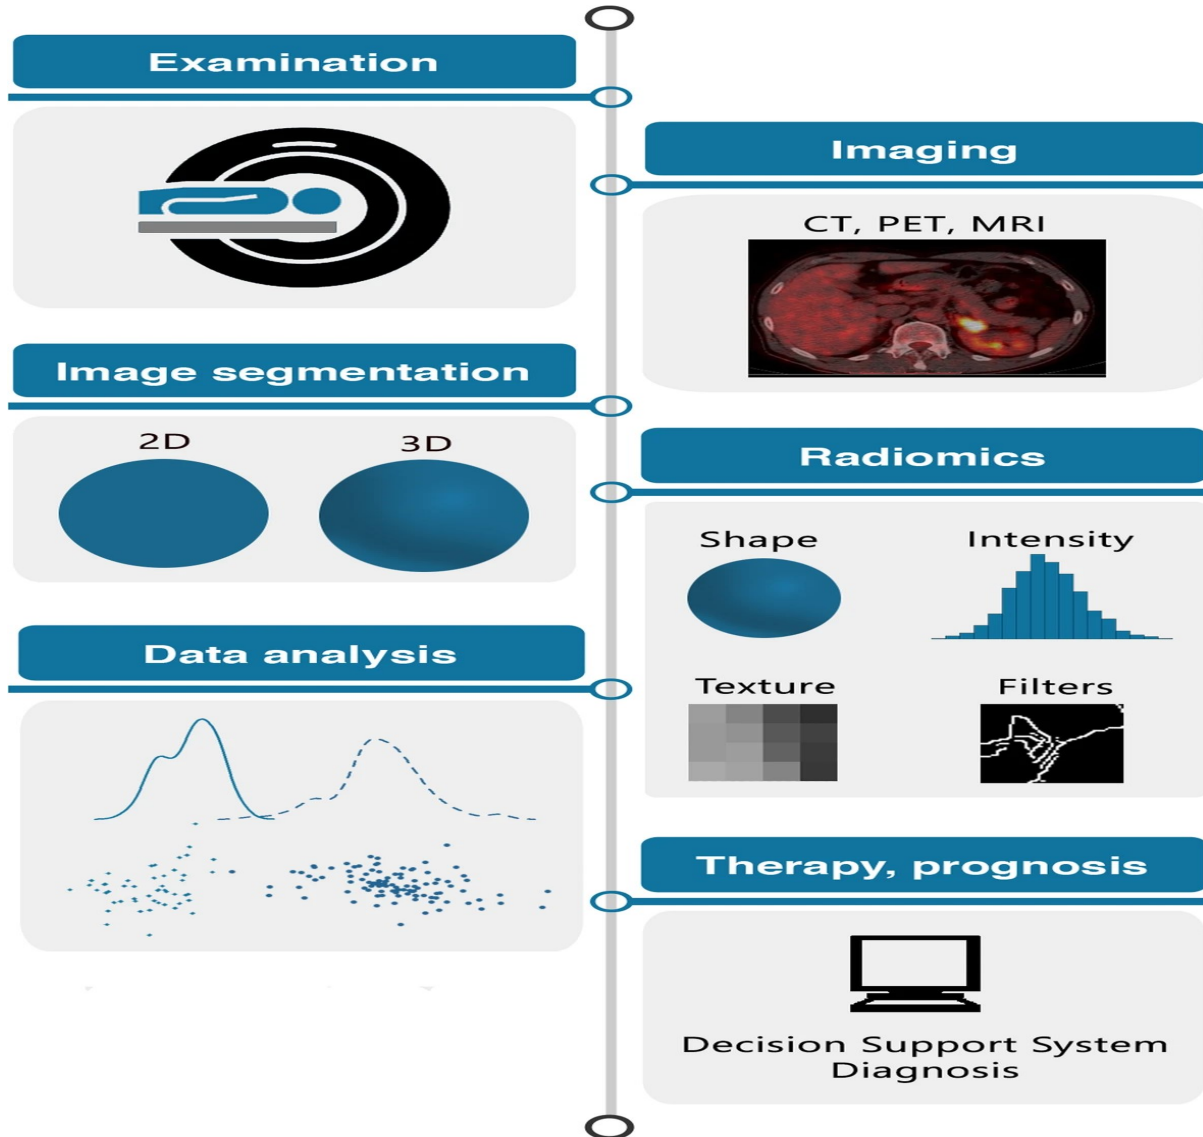 Examination
Imaging
CT, PET, MRI
Image segmentation
2D
3D
Radiomics
Shape
Intensity
Texture
Filters
Data analysis
Therapy, prognosis
Decision Support System
Diagnosis